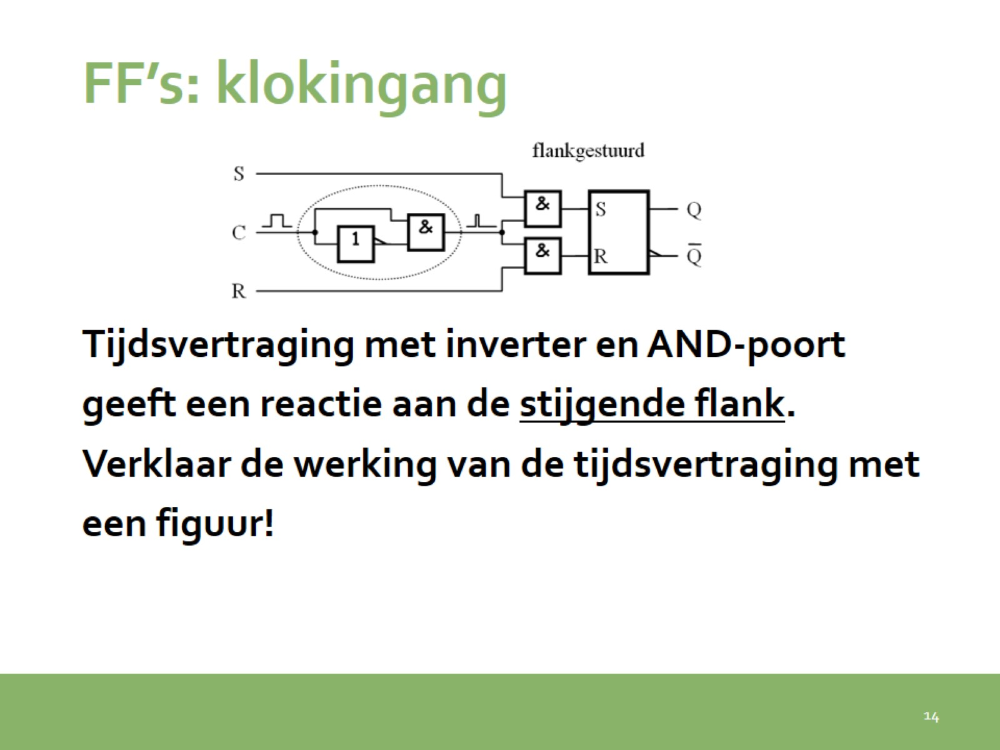 FF’s: klokingang
flankgestuurd
S
C
R
1
&
&
&
S
R
Q
Q̅
Tijdsvertraging met inverter en AND-poort
geeft een reactie aan de stijgende flank.
Verklaar de werking van de tijdsvertraging met
een figuur!
14